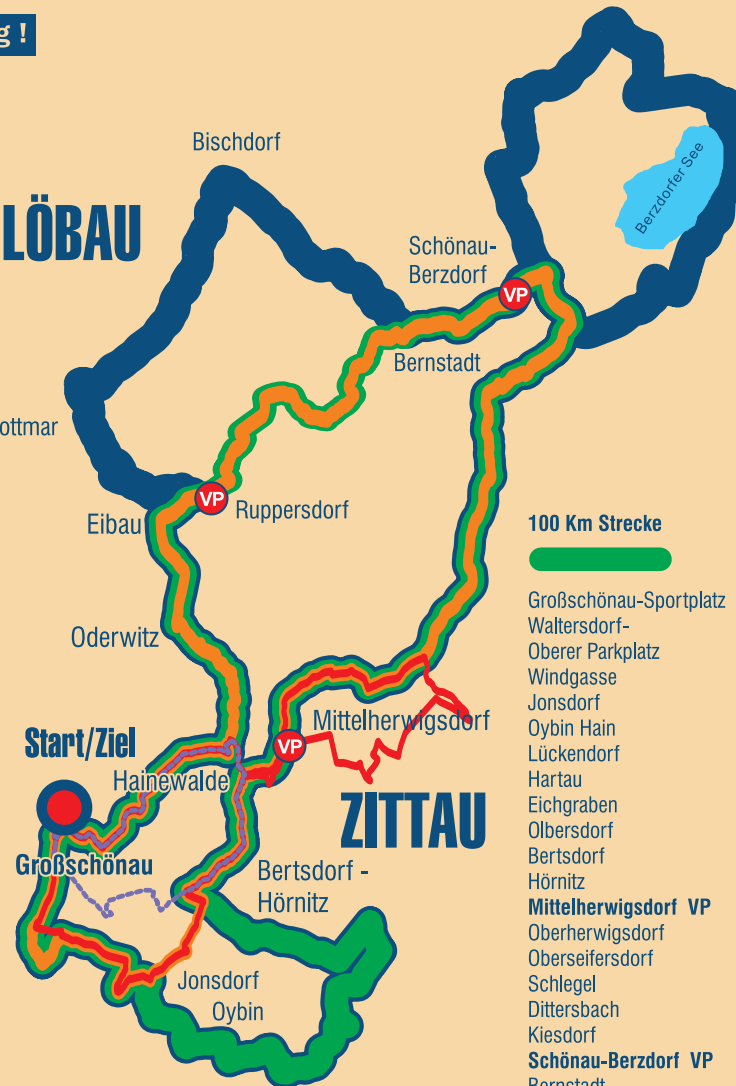 g !
Bischdorf
LÖBAU
Berzdorfer See
Schönau-
Berzdorf
VP
Bernstadt
ottmar
VP
Ruppersdorf
Eibau
Oderwitz
Mittelherwigsdorf
VP
Start/Ziel
Hainewalde
ZITTAU
Großschönau
Bertsdorf -
Hörnitz
Jonsdorf
Oybin
100 Km Strecke
Großschönau-Sportplatz
Waltersdorf-
Oberer Parkplatz
Windgasse
Jonsdorf
Oybin Hain
Lückendorf
Hartau
Eichgraben
Olbersdorf
Bertsdorf
Hörnitz
Mittelherwigsdorf VP
Oberherwigsdorf
Oberseifersdorf
Schlegel
Dittersbach
Kiesdorf
Schönau-Berzdorf VP
Bernstadt